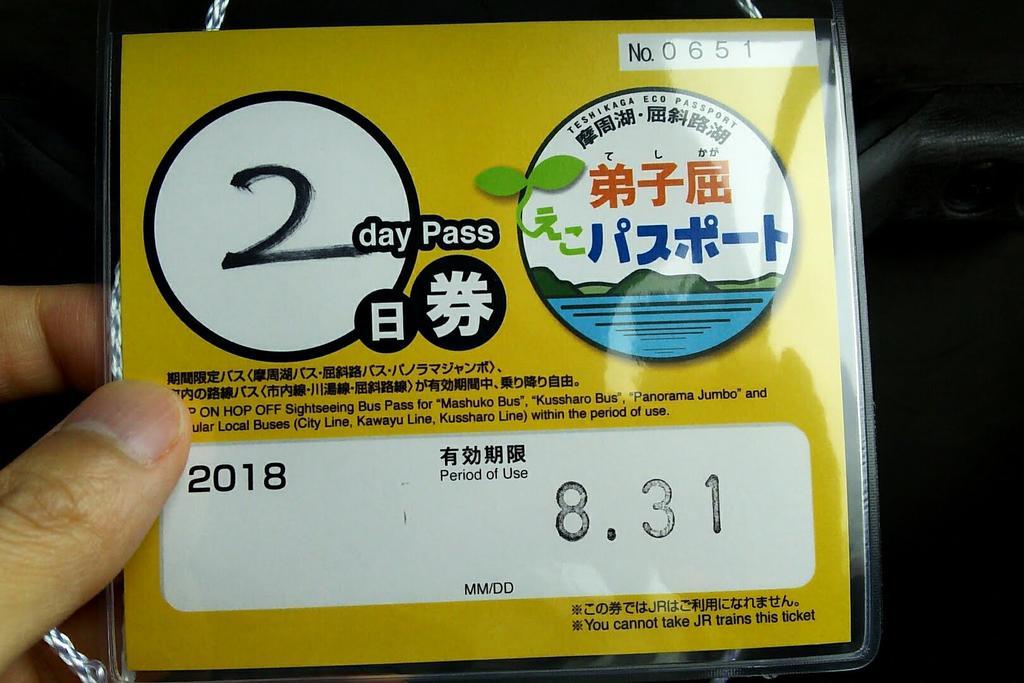 No. 0651
TESHIKAGA ECO PASSPORT
摩周湖・屈斜路湖
て し かが
弟子屈
えこパスポート
2
day Pass
日券
期間限定バス〈摩周湖バス・屈斜路バス・パノラマジャンボ〉、
内の路線バス〈市内線・川湯線・屈斜路線〉が有効期間中、乗り降り自由。
ON HOP OFF Sightseeing Bus Pass for "Mashuko Bus", "Kussharo Bus", "Panorama Jumbo" and
Local Buses (City Line, Kawayu Line, Kussharo Line) within the period of use.
2018
有効期限
Period of Use
8.31
MM/DD
※この券ではJRはご利用になれません。
※You cannot take JR trains this ticket